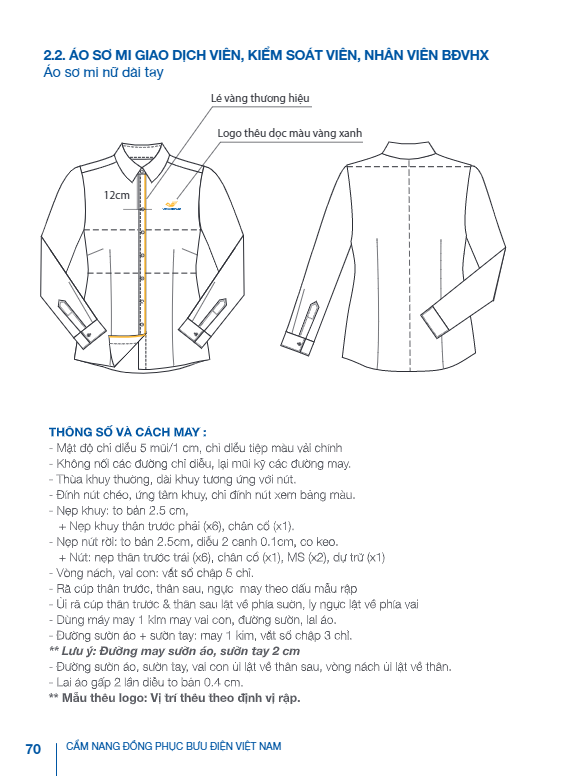 2.2. ÁO SƠ MI GIAO DỊCH VIÊN, KIỂM SOÁT VIÊN, NHÂN VIÊN BĐVHX
Áo sơ mi nữ dài tay
Lé vàng thương hiệu
Logo thêu dọc màu vàng xanh
12cm
THÔNG SỐ VÀ CÁCH MAY :
- Mật độ chỉ diễu 5 mũi/1 cm, chỉ diễu tiệp màu vải chính
- Không nối các đường chỉ diễu, lại mũi kỹ các đường may.
- Thùa khuy thường, dài khuy tương ứng với nút.
- Đính nút chéo, ứng tâm khuy, chỉ đính nút xem bảng màu.
- Nẹp khuy: to bản 2.5 cm,
+ Nẹp khuy thân trước phải (x6), chân cổ (x1).
- Nẹp nút rời: to bản 2.5cm, diễu 2 cạnh 0.1cm, có keo.
+ Nút: nẹp thân trước trái (x6), chân cổ (x1), MS (x2), dự trữ (x1)
- Vòng nách, vai con: vắt sổ chập 5 chỉ.
- Rã cúp thân trước, thân sau, ngực may theo dấu mẫu rập
- Ủi rã cúp thân trước & thân sau lật về phía sườn, ly ngực lật về phía vai
- Dùng máy may 1 kim may vai con, đường sườn, lai áo.
- Đường sườn áo + sườn tay: may 1 kim, vắt sổ chập 3 chỉ.
** Lưu ý: Đường may sườn áo, sườn tay 2 cm
- Đường sườn áo, sườn tay, vai con ủi lật về thân sau, vòng nách ủi lật về thân.
- Lai áo gấp 2 lần diễu to bản 0.4 cm.
** Mẫu thêu logo: Vị trí thêu theo định vị rập.
70 CẨM NANG ĐỒNG PHỤC BƯU ĐIỆN VIỆT NAM